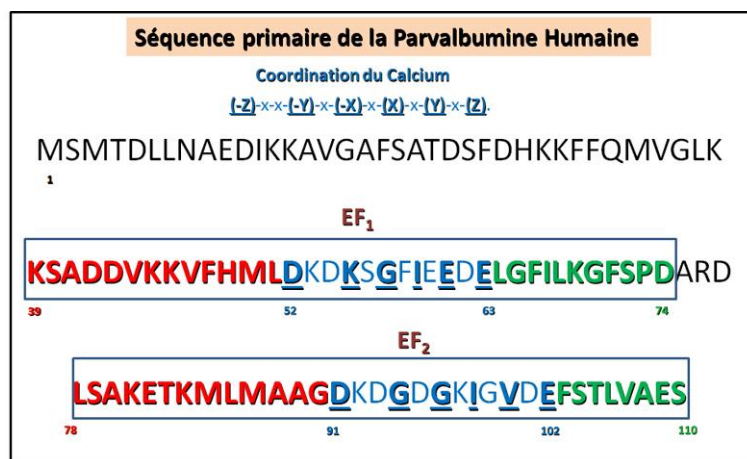 Séquence primaire de la Parvalbumine Humaine
Coordination du Calcium
(-Z)-x-x-(-Y)-x-(-X)-x-(X)-x-(Y)-x-(Z).
MSMTDLLNAEDIKKAVGAFSATDSFDHKKFFQMVGLK
1
EF1
KSADDVKKVFHMLDKDKSGFIEEDELGFILKGFSPDARD
39 52 63 74
EF2
LSAKETKMLMAAGDKDGDGKIGVDEFSTLVAES
78 91 102 110